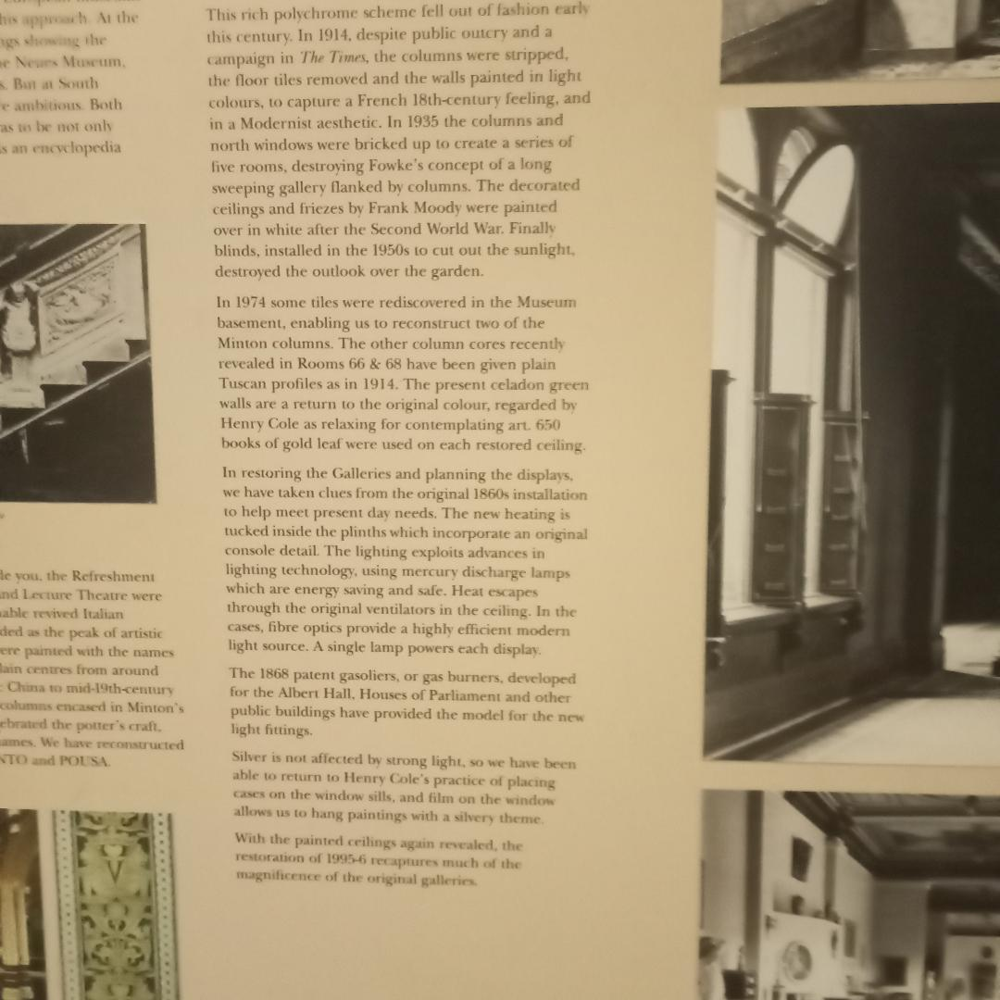 his approach. At the
ngs showing the
Neues Museum,
s. But at South
e ambitious. Both
as to be not only
s an encyclopedia
le you, the Refreshment
nd Lecture Theatre were
able revived Italian
ded as the peak of artistic
ere painted with the names
lain centres from around
: China to mid-19th-century
columns encased in Minton's
ebrated the potter's craft,
ames. We have reconstructed
NTO and POUSA.
This rich polychrome scheme fell out of fashion early
this century. In 1914, despite public outcry and a
campaign in The Times, the columns were stripped,
the floor tiles removed and the walls painted in light
colours, to capture a French 18th-century feeling, and
in a Modernist aesthetic. In 1935 the columns and
north windows were bricked up to create a series of
five rooms, destroying Fowke's concept of a long
sweeping gallery flanked by columns. The decorated
ceilings and friezes by Frank Moody were painted
over in white after the Second World War. Finally
blinds, installed in the 1950s to cut out the sunlight,
destroyed the outlook over the garden.
In 1974 some tiles were rediscovered in the Museum
basement, enabling us to reconstruct two of the
Minton columns. The other column cores recently
revealed in Rooms 66 & 68 have been given plain
Tuscan profiles as in 1914. The present celadon green
walls are a return to the original colour, regarded by
Henry Cole as relaxing for contemplating art. 650
books of gold leaf were used on each restored ceiling.
In restoring the Galleries and planning the displays,
we have taken clues from the original 1860s installation
to help meet present day needs. The new heating is
tucked inside the plinths which incorporate an original
console detail. The lighting exploits advances in
lighting technology, using mercury discharge lamps
which are energy saving and safe. Heat escapes
through the original ventilators in the ceiling. In the
cases, fibre optics provide a highly efficient modern
light source. A single lamp powers each display.
The 1868 patent gasoliers, or gas burners, developed
for the Albert Hall, Houses of Parliament and other
public buildings have provided the model for the new
light fittings.
Silver is not affected by strong light, so we have been
able to return to Henry Cole's practice of placing
cases on the window sills, and film on the window
allows us to hang paintings with a silvery theme.
With the painted ceilings again revealed, the
restoration of 1995-6 recaptures much of the
magnificence of the original galleries.